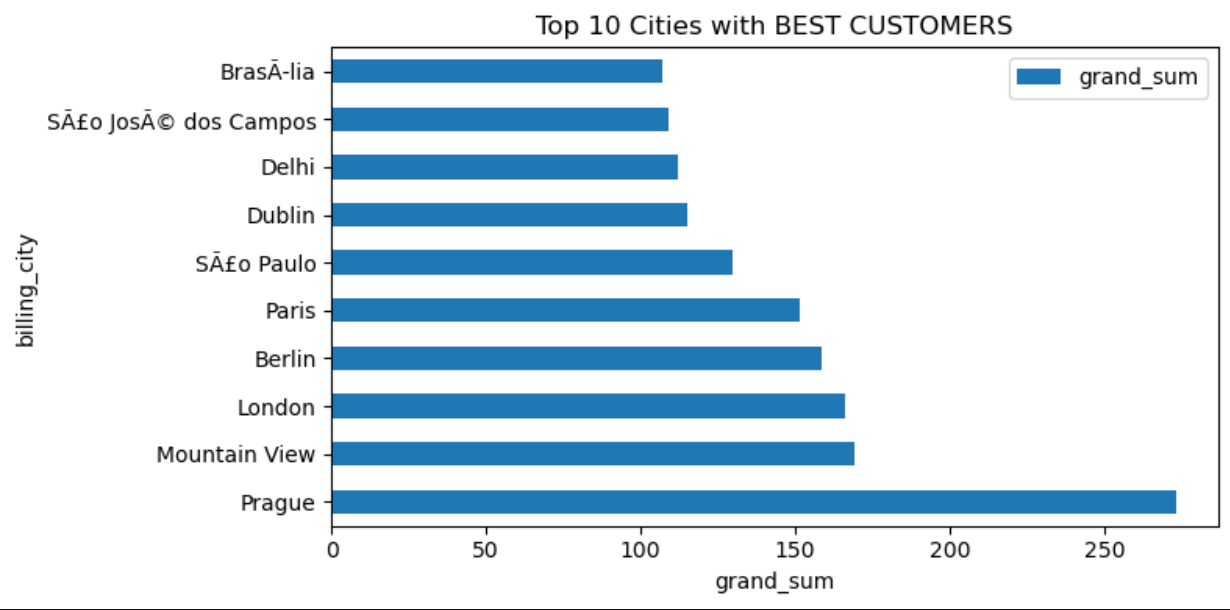 Top 10 Cities with BEST CUSTOMERS
grand_sum
BrasÃ-lia
SÃ£o JosÃ© dos Campos
Delhi
Dublin
SÃ£o Paulo
Paris
Berlin
London
Mountain View
Prague
billing_city
0 50 100 150 200 250
grand_sum